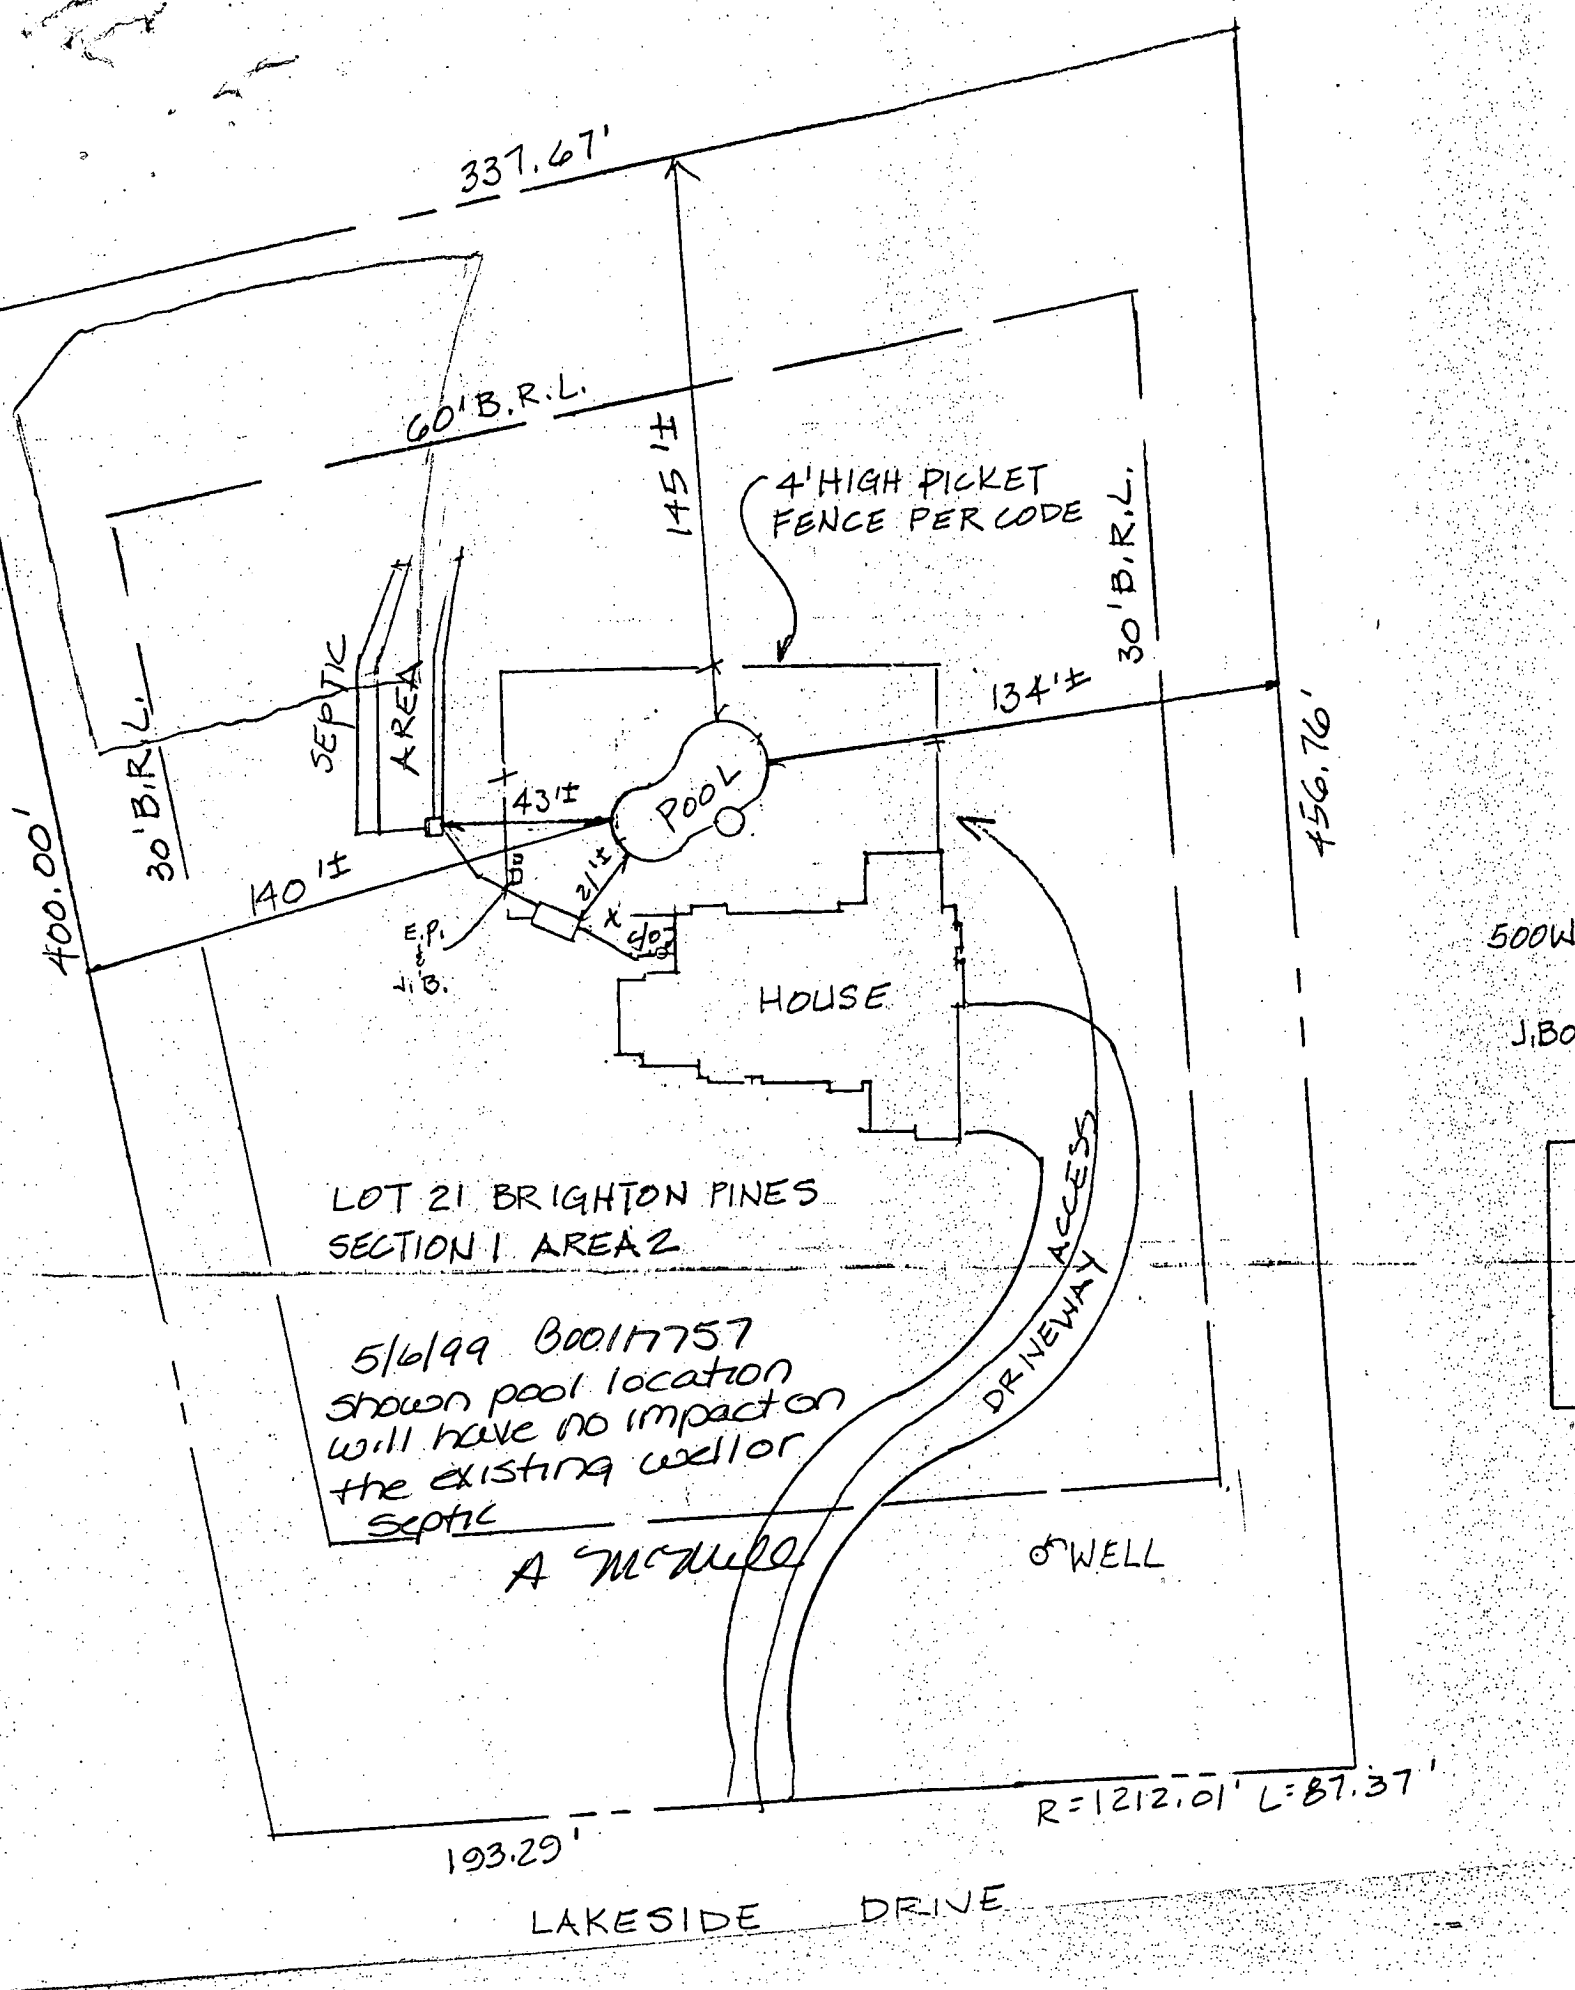 337.67'
60' B.R.L.
145'±
4' HIGH PICKET
FENCE PER CODE
30' B.R.L.
134'±
456.76'
SEPTIC
AREA
30' B.R.L.
400.00'
43'±
POOL
140'±
21'±
E.P.
&
J.B.
C/O
HOUSE
500W
J.BO
LOT 21 BRIGHTON PINES
SECTION 1 AREA 2
ACCESS
DRIVEWAY
5/6/99
shown pool location
will have no impact on
the existing well or
septic
A
WELL
R=1212.01' L=87.37'
193.29'
LAKESIDE DRIVE